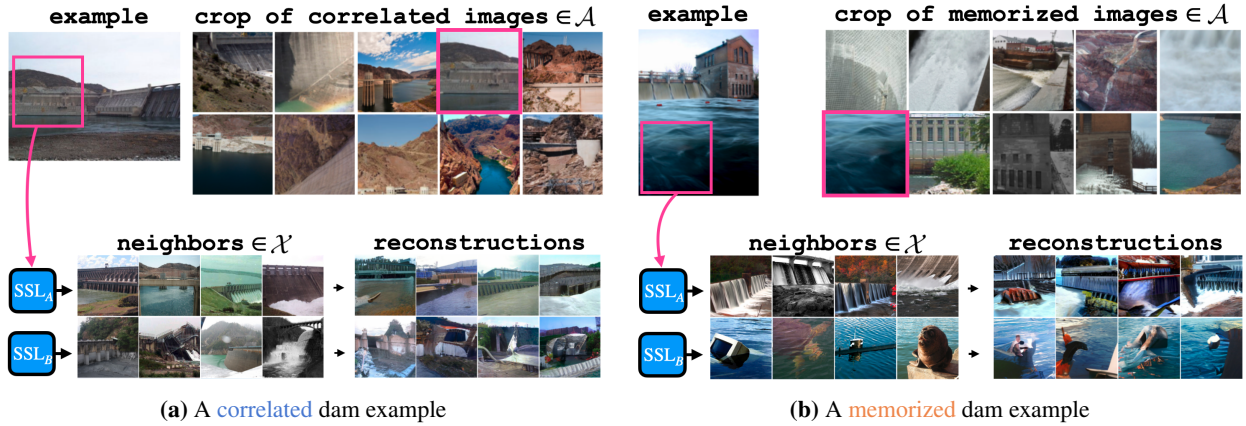 example
crop of correlated images ∈ 𝒜
neighbors ∈ 𝒳
reconstructions
SSL_A
SSL_B
(a) A correlated dam example
example
crop of memorized images ∈ 𝒜
neighbors ∈ 𝒳
reconstructions
SSL_A
SSL_B
(b) A memorized dam example